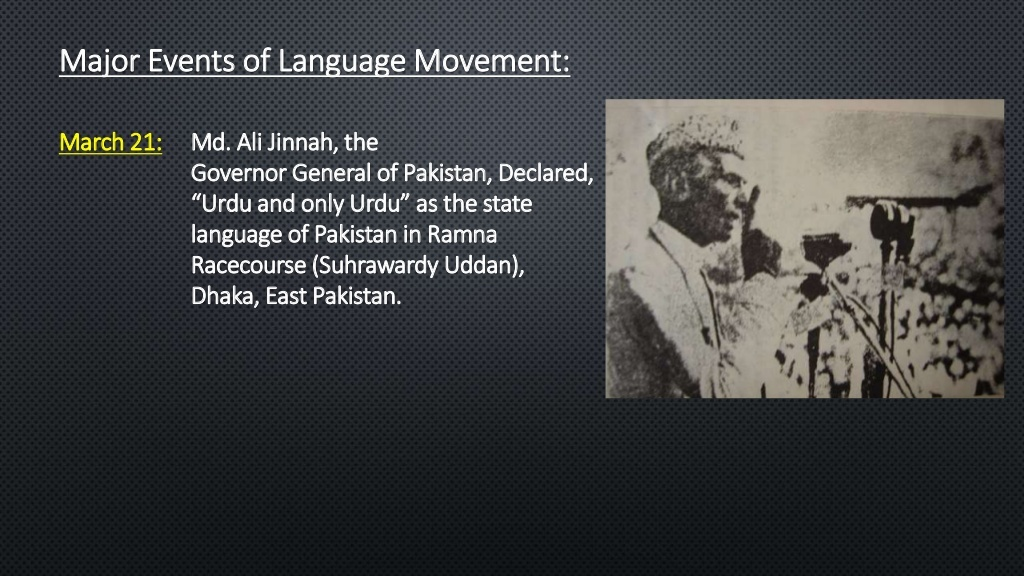 Major Events of Language Movement:
March 21: Md. Ali Jinnah, the
Governor General of Pakistan, Declared,
“Urdu and only Urdu” as the state
language of Pakistan in Ramna
Racecourse (Suhrawardy Uddan),
Dhaka, East Pakistan.